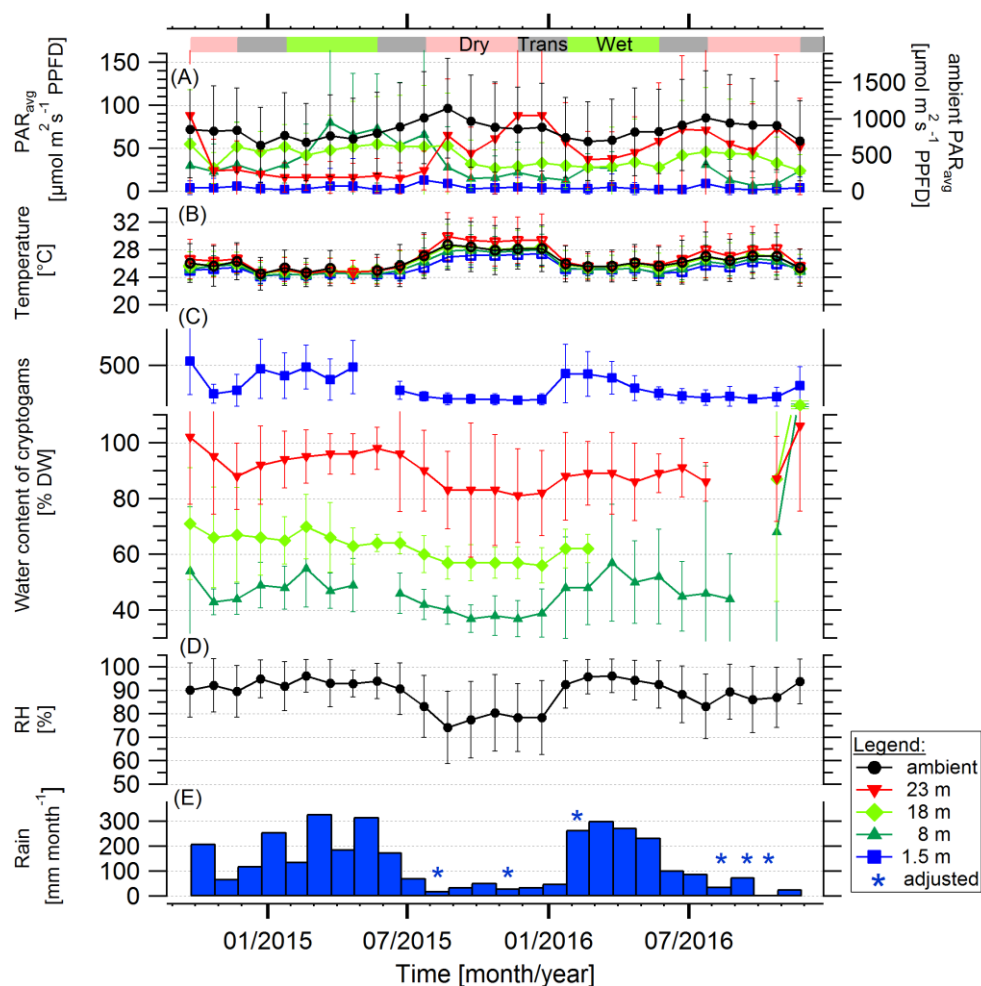 Dry Trans Wet
(A)
PARavg
[µmol m⁻² s⁻¹ PPFD]
150
100
50
0
1500
1000
500
0
ambient PARavg
[µmol m⁻² s⁻¹ PPFD]
(B)
Temperature
[°C]
32
28
24
20
(C)
Water content of cryptogams
[% DW]
500
100
80
60
40
(D)
RH
[%]
100
90
80
70
60
50
(E)
Rain
[mm month⁻¹]
300
200
100
0
* * * * * *
01/2015 07/2015 01/2016 07/2016
Time [month/year]
Legend:
ambient
23 m
18 m
8 m
1.5 m
* adjusted